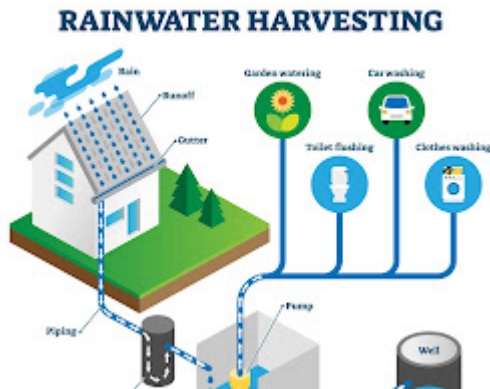 RAINWATER HARVESTING
Rain
Runoff
Gutter
Garden watering
Car washing
Toilet flushing
Clothes washing
Piping
Pump
Well